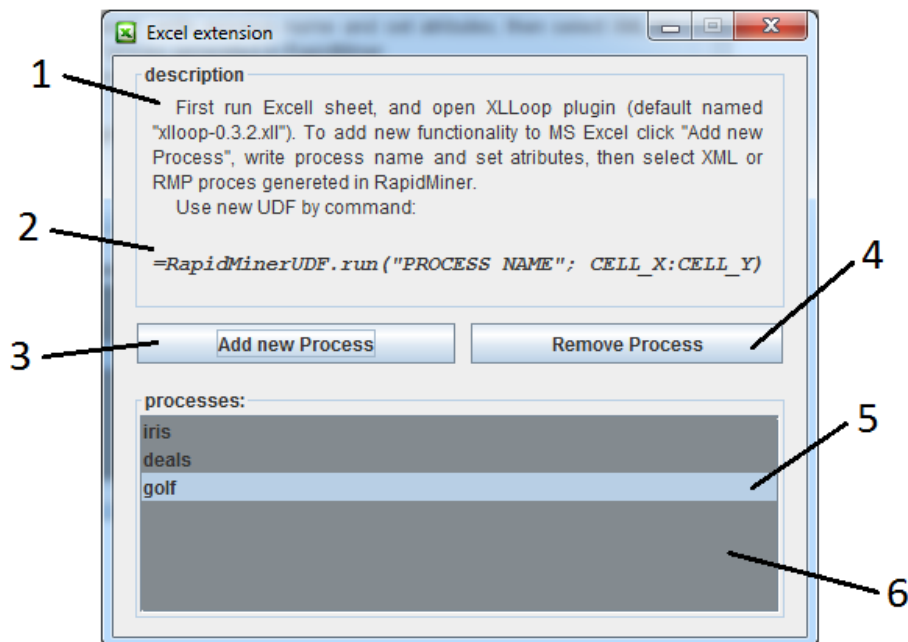 Excel extension
1
description
First run Excell sheet, and open XLLoop plugin (default named
"xlloop-0.3.2.xll"). To add new functionality to MS Excel click "Add new
Process", write process name and set atributes, then select XML or
RMP proces genereted in RapidMiner.
Use new UDF by command:
2
=RapidMinerUDF.run("PROCESS NAME"; CELL_X:CELL_Y)
4
3
Add new Process
Remove Process
processes:
iris
5
deals
golf
6